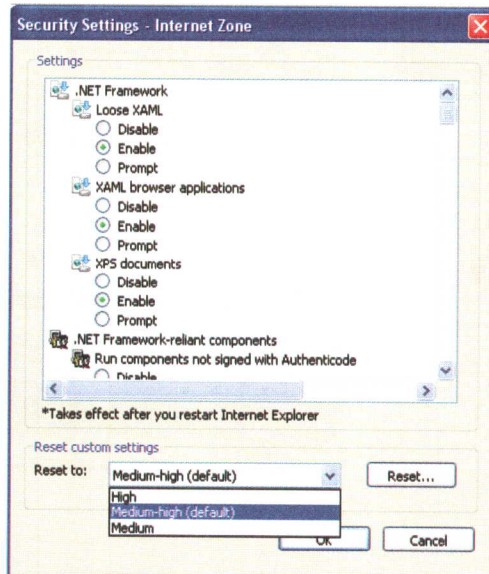 Security Settings - Internet Zone
Settings
.NET Framework
Loose XAML
Disable
Enable
Prompt
XAML browser applications
Disable
Enable
Prompt
XPS documents
Disable
Enable
Prompt
.NET Framework-reliant components
Run components not signed with Authenticode
Disable
*Takes effect after you restart Internet Explorer
Reset custom settings
Reset to: Medium-high (default) Reset...
High
Medium-high (default)
Medium
OK Cancel